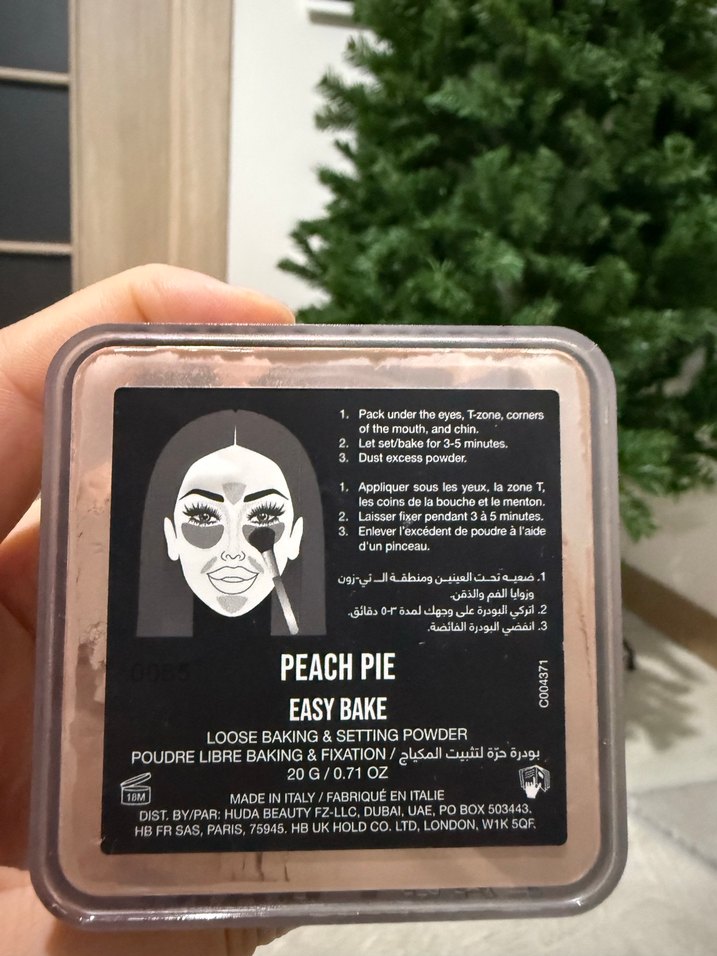 1. Pack under the eyes, T-zone, corners
of the mouth, and chin.
2. Let set/bake for 3-5 minutes.
3. Dust excess powder.
1. Appliquer sous les yeux, la zone T,
les coins de la bouche et le menton.
2. Laisser fixer pendant 3 à 5 minutes.
3. Enlever l'excédent de poudre à l'aide
d'un pinceau.
1. ضعيه تحت العينين ومنطقة الـ تي-زون
وزوايا الفم والذقن.
2. اتركي البودرة على وجهك لمدة ٣-٥ دقائق.
3. انفضي البودرة الفائضة.
C004371
PEACH PIE
EASY BAKE
LOOSE BAKING & SETTING POWDER
POUDRE LIBRE BAKING & FIXATION / بودرة حرّة لتثبيت المكياج
20 G / 0.71 OZ
18M
MADE IN ITALY / FABRIQUÉ EN ITALIE
DIST. BY/PAR: HUDA BEAUTY FZ-LLC, DUBAI, UAE, PO BOX 503443.
HB FR SAS, PARIS, 75945. HB UK HOLD CO. LTD, LONDON, W1K 5QF.